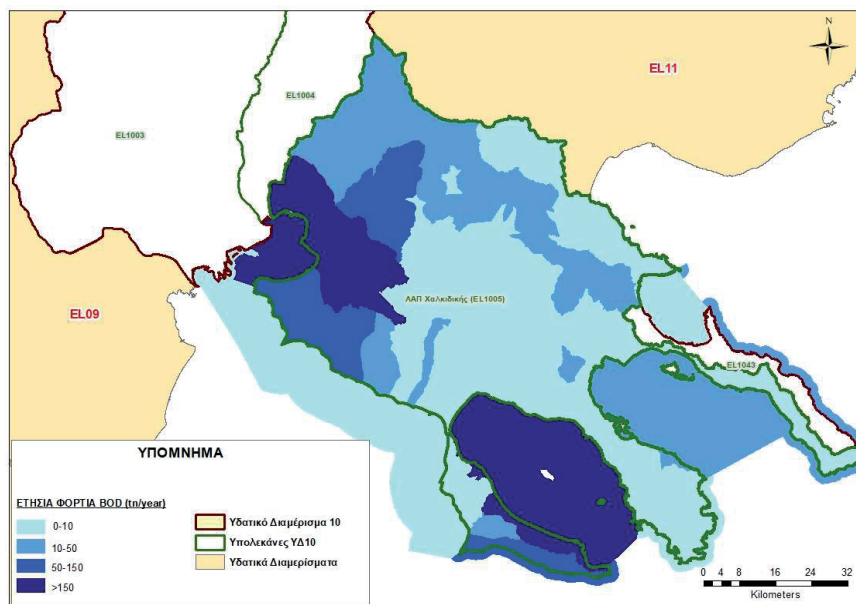 N
EL11
EL1004
EL1003
ΛΑΠ Χαλκιδικής (EL1005)
EL09
EL1043
ΥΠΟΜΝΗΜΑ
ΕΤΗΣΙΑ ΦΟΡΤΙΑ BOD (tn/year)
0-10
10-50
50-150
>150
Υδατικό Διαμέρισμα 10
Υπολεκάνες ΥΔ10
Υδατικά Διαμερίσματα
0 4 8 16 24 32
Kilometers